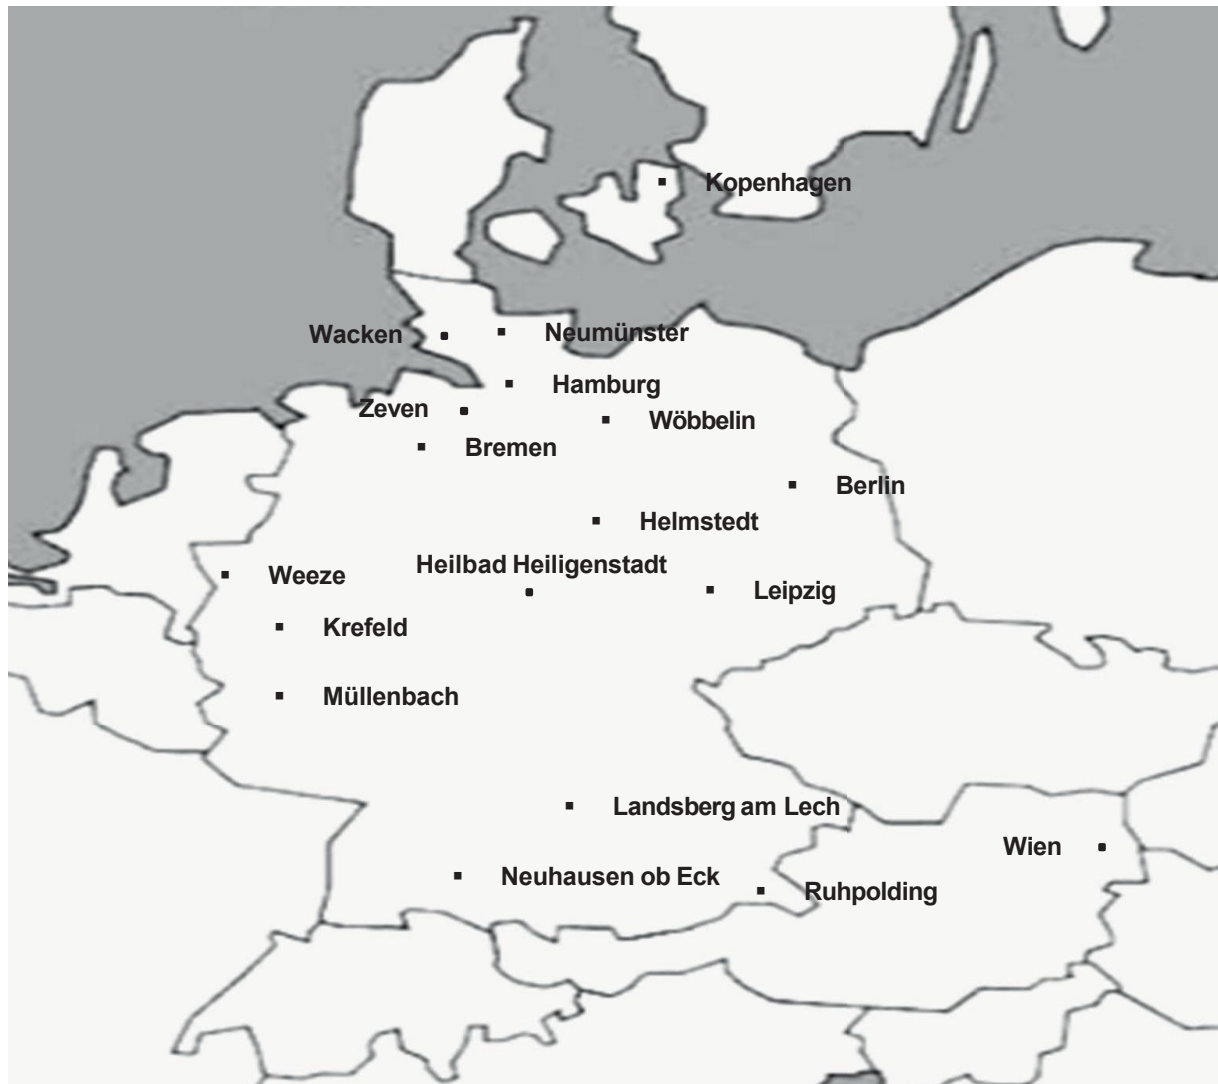 Kopenhagen
Wacken
Neumünster
Hamburg
Zeven
Wöbbelin
Bremen
Berlin
Helmstedt
Heilbad Heiligenstadt
Weeze
Leipzig
Krefeld
Müllenbach
Landsberg am Lech
Wien
Neuhausen ob Eck
Ruhpolding